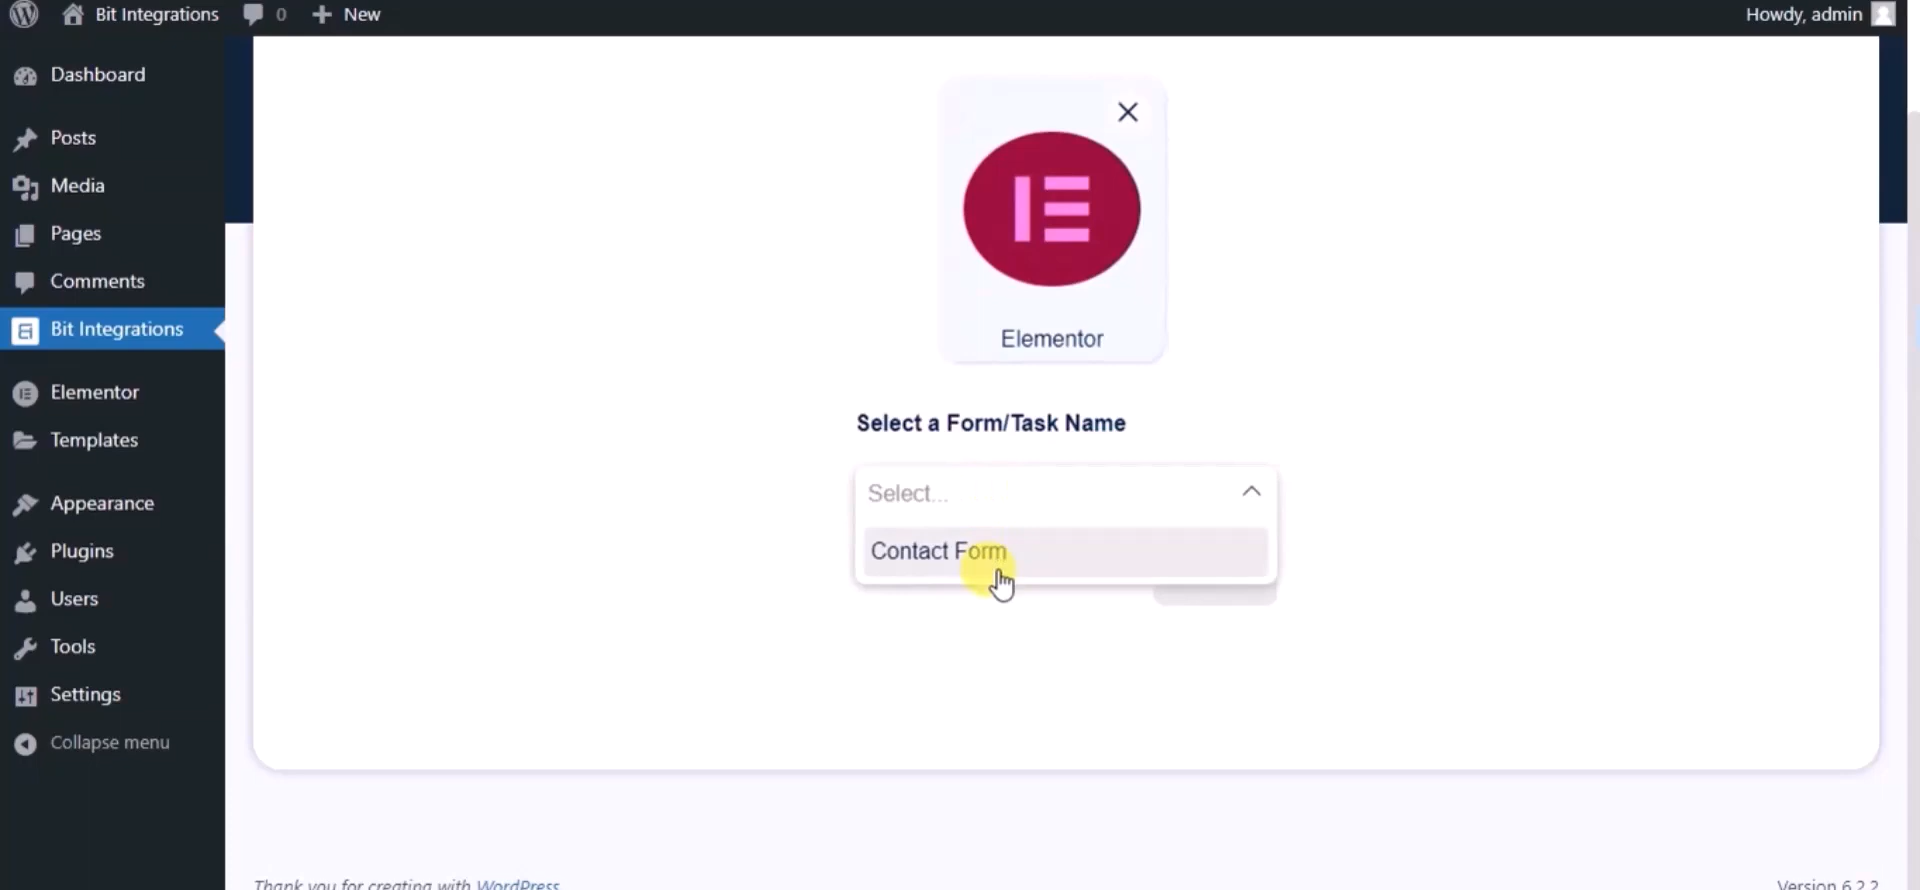 Bit Integrations 0 New Howdy, admin
Dashboard
Posts
Media
Pages
Comments
Bit Integrations
Elementor
Templates
Appearance
Plugins
Users
Tools
Settings
Collapse menu
Elementor
Select a Form/Task Name
Select...
Contact Form
Thank you for creating with WordPress.
Version 6.2.2